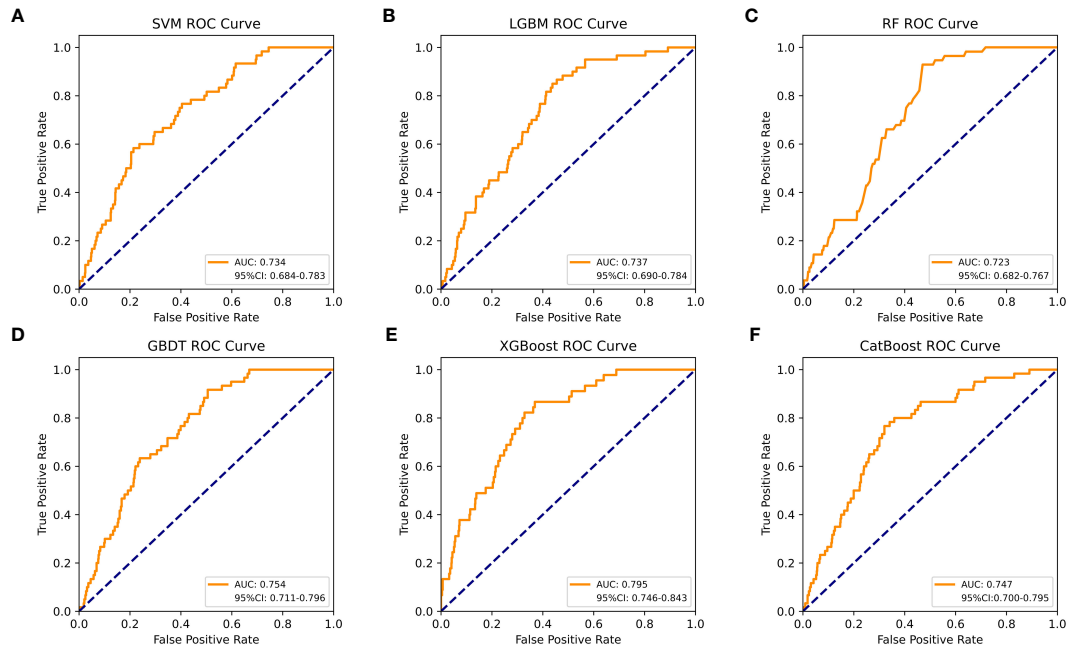 A
SVM ROC Curve
True Positive Rate
1.0
0.8
0.6
0.4
0.2
0.0
AUC: 0.734
95%CI: 0.684-0.783
0.0 0.2 0.4 0.6 0.8 1.0
False Positive Rate
B
LGBM ROC Curve
True Positive Rate
1.0
0.8
0.6
0.4
0.2
0.0
AUC: 0.737
95%CI: 0.690-0.784
0.0 0.2 0.4 0.6 0.8 1.0
False Positive Rate
C
RF ROC Curve
True Positive Rate
1.0
0.8
0.6
0.4
0.2
0.0
AUC: 0.723
95%CI: 0.682-0.767
0.0 0.2 0.4 0.6 0.8 1.0
False Positive Rate
D
GBDT ROC Curve
True Positive Rate
1.0
0.8
0.6
0.4
0.2
0.0
AUC: 0.754
95%CI: 0.711-0.796
0.0 0.2 0.4 0.6 0.8 1.0
False Positive Rate
E
XGBoost ROC Curve
True Positive Rate
1.0
0.8
0.6
0.4
0.2
0.0
AUC: 0.795
95%CI: 0.746-0.843
0.0 0.2 0.4 0.6 0.8 1.0
False Positive Rate
F
CatBoost ROC Curve
True Positive Rate
1.0
0.8
0.6
0.4
0.2
0.0
AUC: 0.747
95%CI:0.700-0.795
0.0 0.2 0.4 0.6 0.8 1.0
False Positive Rate